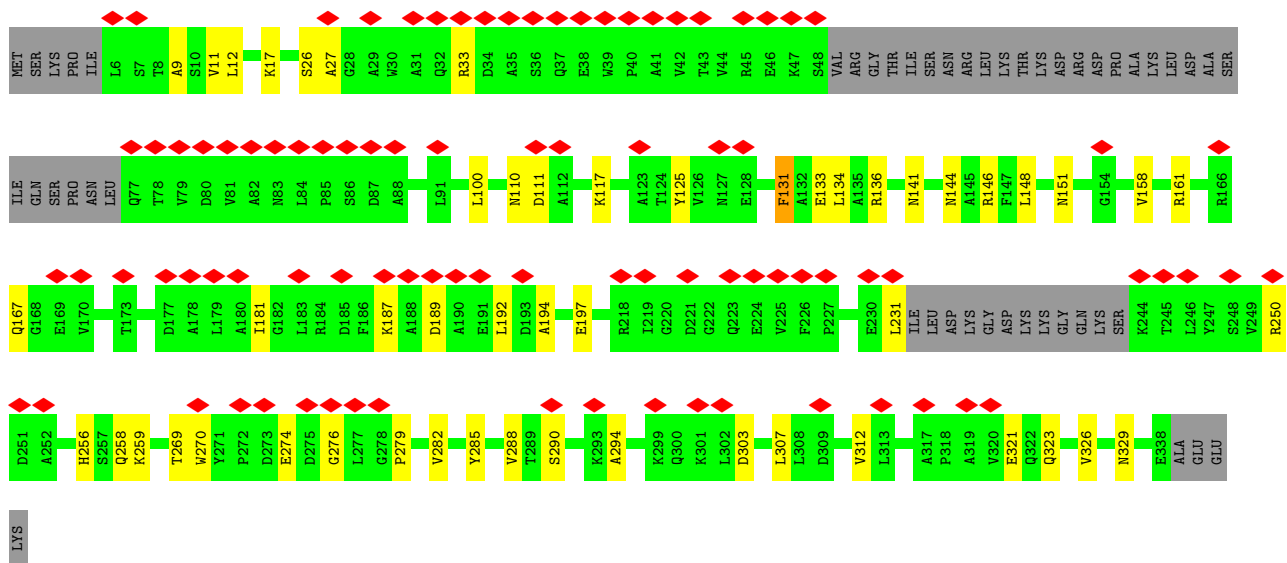 MET SER LYS PRO ILE L6 S7 T8 A9 S10 V11 L12 K17 S26 A27 G28 A29 W30 A31 Q32 R33 D34 A35 S36 Q37 E38 W39 P40 A41 V42 T43 V44 R45 E46 K47 S48 VAL ARG GLY THR ILE SER ASN ARG LEU LYS THR LYS ASP ARG ASP PRO ALA LYS LEU ASP ALA SER
ILE GLN SER PRO ASN LEU Q77 T78 V79 D80 V81 A82 N83 L84 P85 S86 D87 A88 L91 L100 N110 D111 A112 K117 A123 T124 Y125 V126 N127 E128 F131 A132 E133 L134 A135 R136 N141 N144 A145 R146 F147 L148 N151 G154 V158 R161 R166
Q167 G168 E169 V170 T173 D177 A178 L179 A180 I181 G182 L183 R184 D185 F186 K187 A188 D189 A190 E191 L192 D193 A194 E197 R218 I219 G220 D221 G222 Q223 E224 V225 F226 P227 E230 L231 ILE LEU ASP LYS GLY ASP LYS LYS GLY GLN LYS SER K244 T245 L246 Y247 S248 V249 R250
D251 A252 H256 S257 Q258 K259 T269 W270 Y271 P272 D273 E274 D275 G276 L277 G278 P279 V282 Y285 V288 T289 S290 K293 A294 K299 Q300 K301 L302 D303 L307 L308 D309 V312 L313 A317 P318 A319 V320 E321 Q322 Q323 V326 N329 E338 ALA GLU GLU
LYS